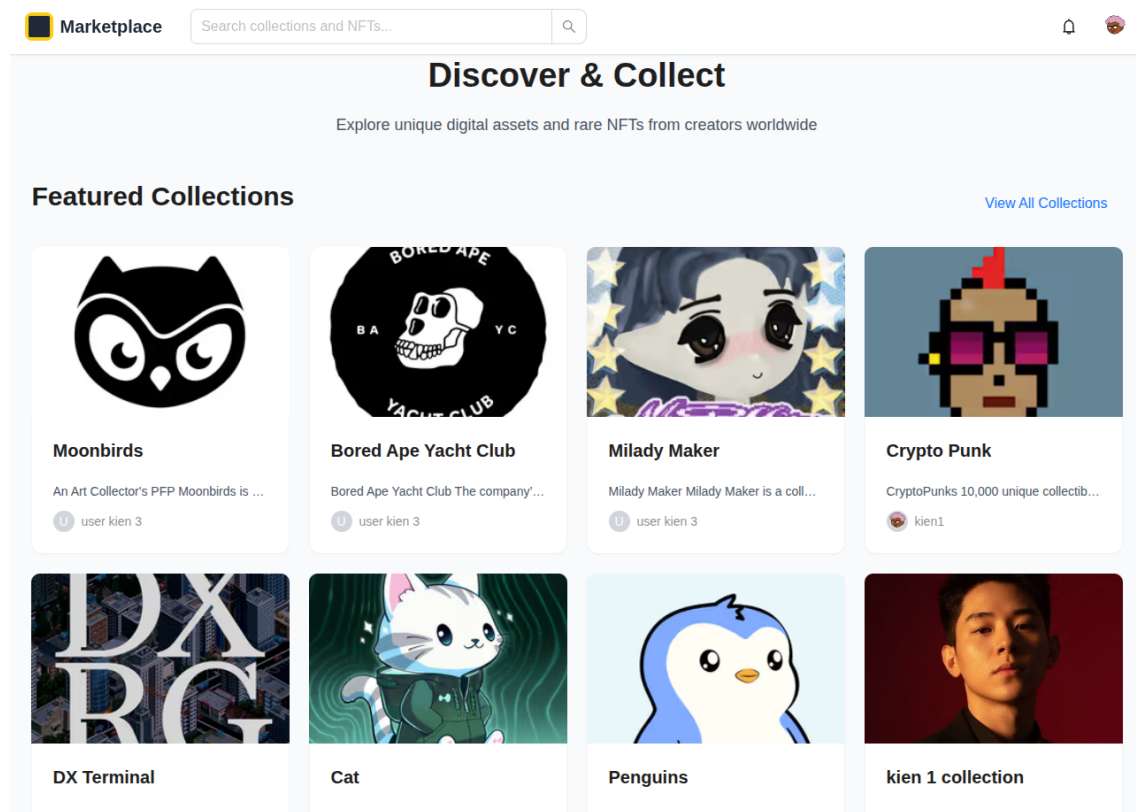 Marketplace
Search collections and NFTs...
Discover & Collect
Explore unique digital assets and rare NFTs from creators worldwide
Featured Collections
View All Collections
BORED APE
BA YC
YACHT CLUB
Moonbirds
Bored Ape Yacht Club
Milady Maker
Crypto Punk
An Art Collector's PFP Moonbirds is …
Bored Ape Yacht Club The company'…
Milady Maker Milady Maker is a coll…
CryptoPunks 10,000 unique collectib…
U user kien 3
U user kien 3
U user kien 3
kien1
DX
RG
DX Terminal
Cat
Penguins
kien 1 collection